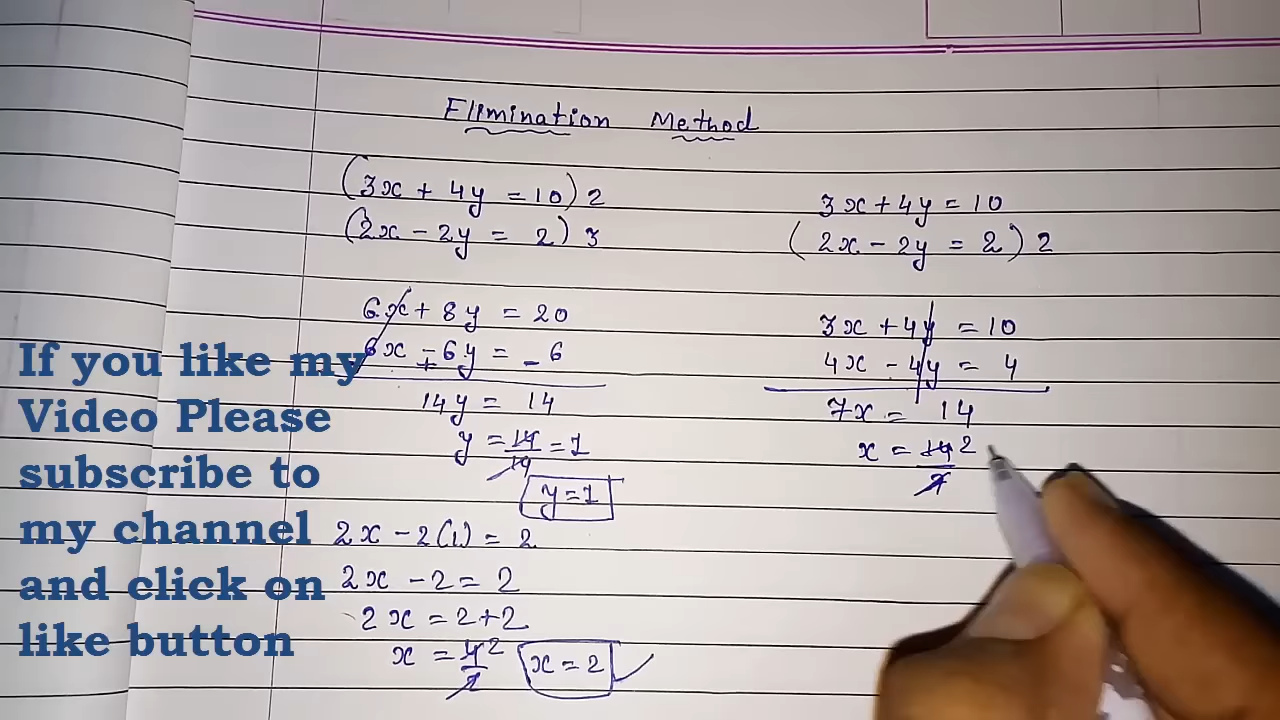 Elimination Method
(3x + 4y = 10) 2
(2x - 2y = 2) 3
6x + 8y = 20
6x - 6y = 6
+ -
14y = 14
y = 14/14 = 1
y = 1
2x - 2(1) = 2
2x - 2 = 2
2x = 2 + 2
x = 4/2 2
x = 2
3x + 4y = 10
(2x - 2y = 2) 2
3x + 4y = 10
4x - 4y = 4
7x = 14
x = 14/7 2
If you like my
Video Please
subscribe to
my channel
and click on
like button